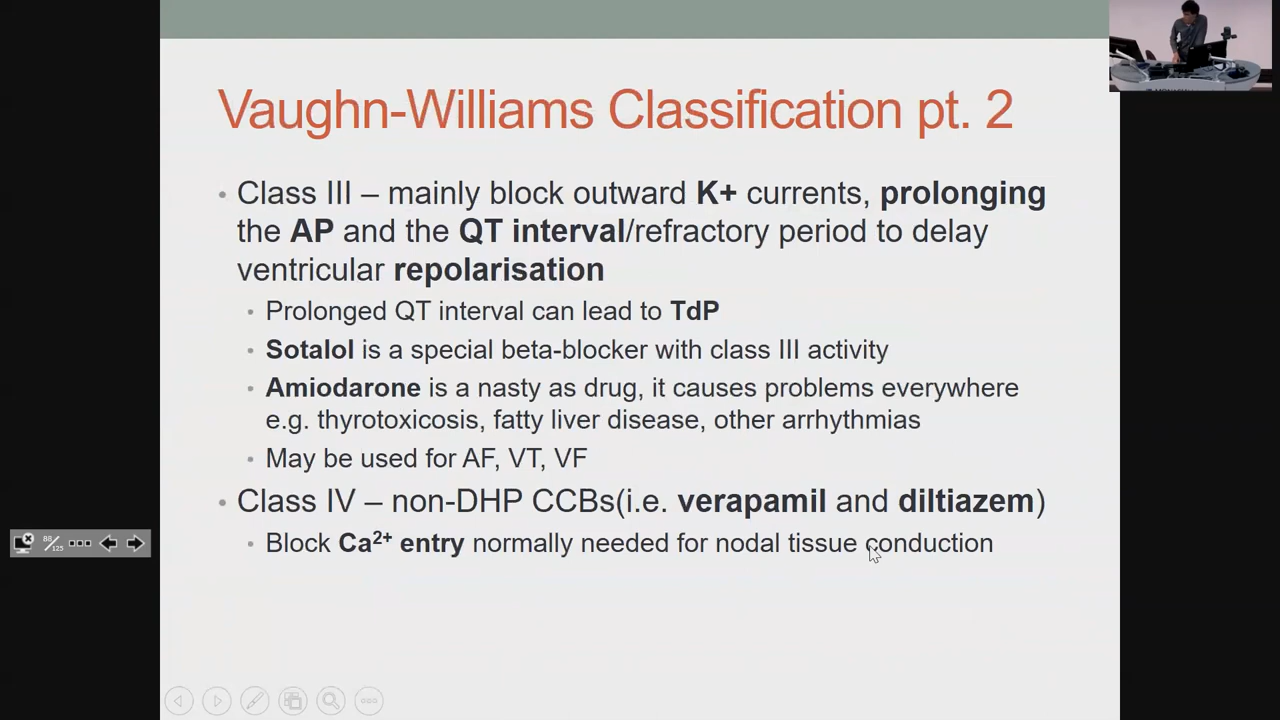 Vaughn-Williams Classification pt. 2
• Class III – mainly block outward K+ currents, prolonging
the AP and the QT interval/refractory period to delay
ventricular repolarisation
• Prolonged QT interval can lead to TdP
• Sotalol is a special beta-blocker with class III activity
• Amiodarone is a nasty as drug, it causes problems everywhere
e.g. thyrotoxicosis, fatty liver disease, other arrhythmias
• May be used for AF, VT, VF
• Class IV – non-DHP CCBs(i.e. verapamil and diltiazem)
• Block Ca²⁺ entry normally needed for nodal tissue conduction
88/125